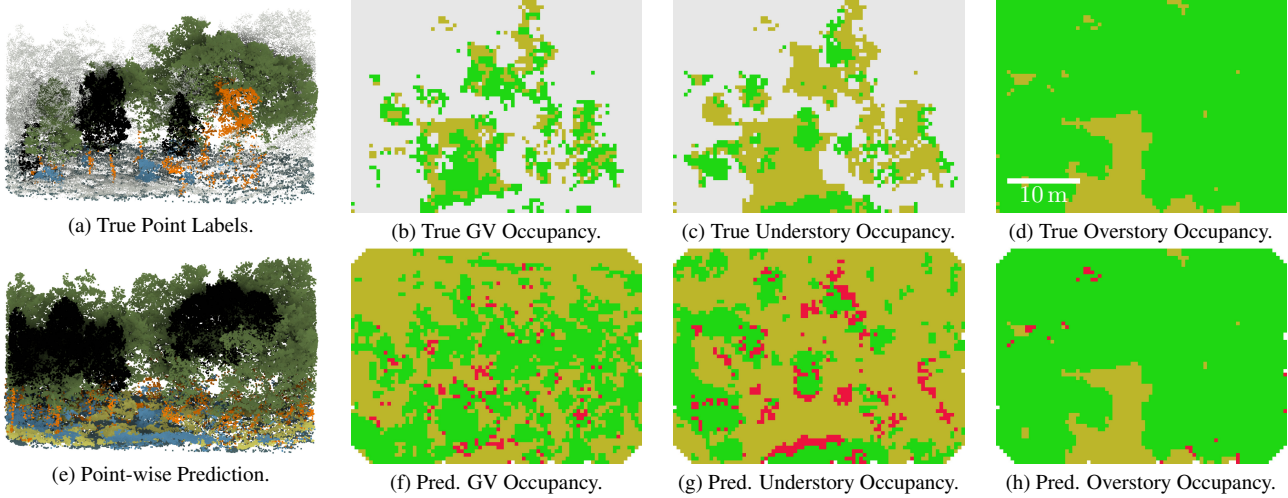 10 m
(a) True Point Labels.
(b) True GV Occupancy.
(c) True Understory Occupancy.
(d) True Overstory Occupancy.
(e) Point-wise Prediction.
(f) Pred. GV Occupancy.
(g) Pred. Understory Occupancy.
(h) Pred. Overstory Occupancy.